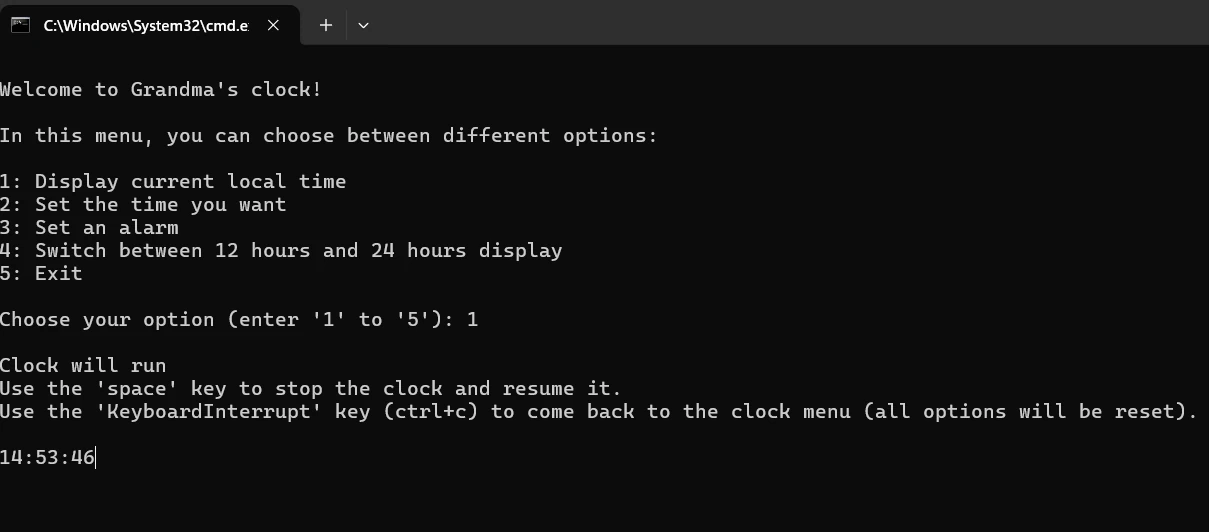 C:\Windows\System32\cmd.e
Welcome to Grandma's clock!
In this menu, you can choose between different options:
1: Display current local time
2: Set the time you want
3: Set an alarm
4: Switch between 12 hours and 24 hours display
5: Exit
Choose your option (enter '1' to '5'): 1
Clock will run
Use the 'space' key to stop the clock and resume it.
Use the 'KeyboardInterrupt' key (ctrl+c) to come back to the clock menu (all options will be reset).
14:53:46